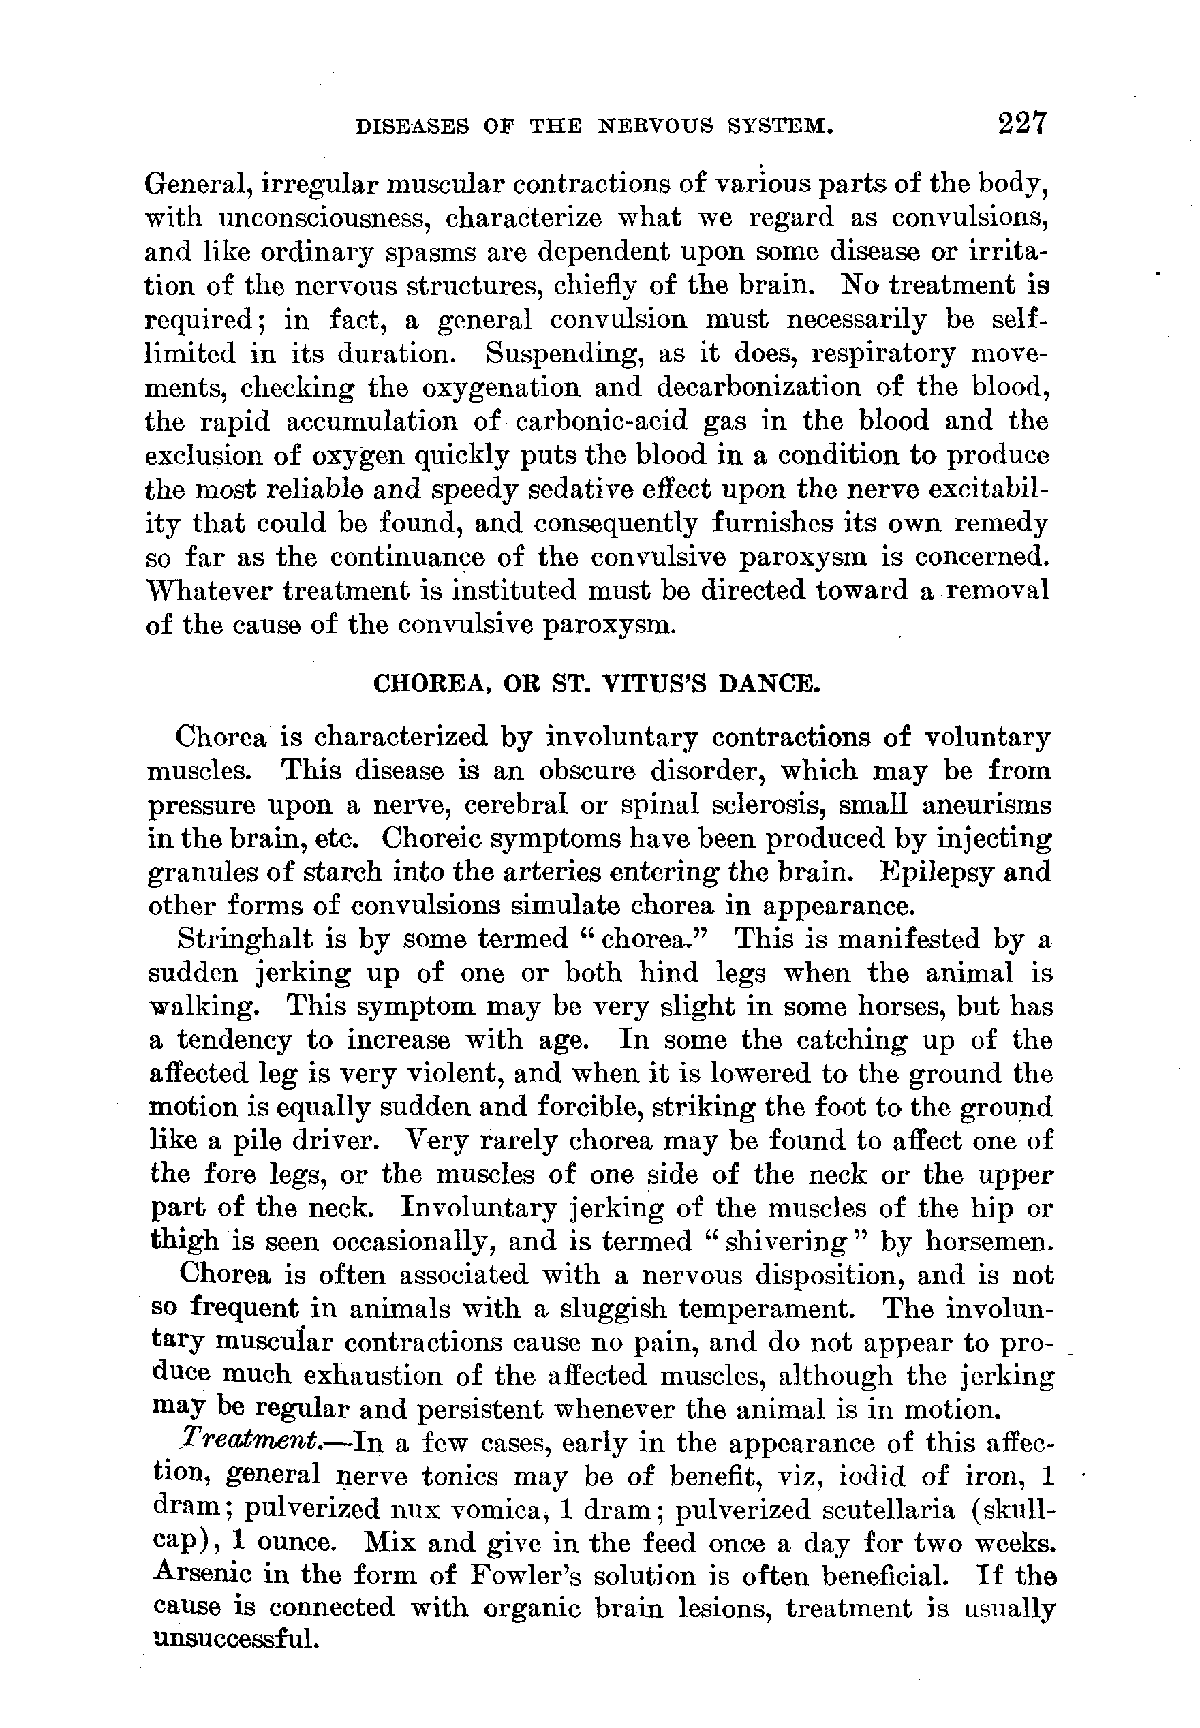 DISEASES OF THE NERVOUS SYSTEM. 227
General, irregular muscular contractions of various parts of the body,
with unconsciousness, characterize what we regard as convulsions,
and like ordinary spasms are dependent upon some disease or irrita-
tion of the nervous structures, chiefly of the brain. No treatment is
required; in fact, a general convulsion must necessarily be self-
limited in its duration. Suspending, as it does, respiratory move-
ments, checking the oxygenation and decarbonization of the blood,
the rapid accumulation of carbonic-acid gas in the blood and the
exclusion of oxygen quickly puts the blood in a condition to produce
the most reliable and speedy sedative effect upon the nerve excitabil-
ity that could be found, and consequently furnishes its own remedy
so far as the continuance of the convulsive paroxysm is concerned.
Whatever treatment is instituted must be directed toward a removal
of the cause of the convulsive paroxysm.
CHOREA, OR ST. VITUS'S DANCE.
Chorea is characterized by involuntary contractions of voluntary
muscles. This disease is an obscure disorder, which may be from
pressure upon a nerve, cerebral or spinal sclerosis, small aneurisms
in the brain, etc. Choreic symptoms have been produced by injecting
granules of starch into the arteries entering the brain. Epilepsy and
other forms of convulsions simulate chorea in appearance.
Stringhalt is by some termed "chorea." This is manifested by a
sudden jerking up of one or both hind legs when the animal is
walking. This symptom may be very slight in some horses, but has
a tendency to increase with age. In some the catching up of the
affected leg is very violent, and when it is lowered to the ground the
motion is equally sudden and forcible, striking the foot to the ground
like a pile driver. Very rarely chorea may be found to affect one of
the fore legs, or the muscles of one side of the neck or the upper
part of the neck. Involuntary jerking of the muscles of the hip or
thigh is seen occasionally, and is termed "shivering" by horsemen.
Chorea is often associated with a nervous disposition, and is not
so frequent in animals with a sluggish temperament. The involun-
tary muscular contractions cause no pain, and do not appear to pro-
duce much exhaustion of the affected muscles, although the jerking
may be regular and persistent whenever the animal is in motion.
Treatment.—In a few cases, early in the appearance of this affec-
tion, general nerve tonics may be of benefit, viz, iodid of iron, 1
dram; pulverized nux vomica, 1 dram; pulverized scutellaria (skull-
cap), 1 ounce. Mix and give in the feed once a day for two weeks.
Arsenic in the form of Fowler's solution is often beneficial. If the
cause is connected with organic brain lesions, treatment is usually
unsuccessful.